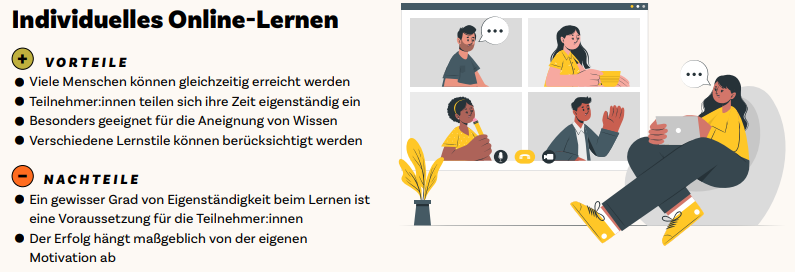 Individuelles Online-Lernen
VORTEILE
● Viele Menschen können gleichzeitig erreicht werden
● Teilnehmer:innen teilen sich ihre Zeit eigenständig ein
● Besonders geeignet für die Aneignung von Wissen
● Verschiedene Lernstile können berücksichtigt werden
NACHTEILE
● Ein gewisser Grad von Eigenständigkeit beim Lernen ist
eine Voraussetzung für die Teilnehmer:innen
● Der Erfolg hängt maßgeblich von der eigenen
Motivation ab